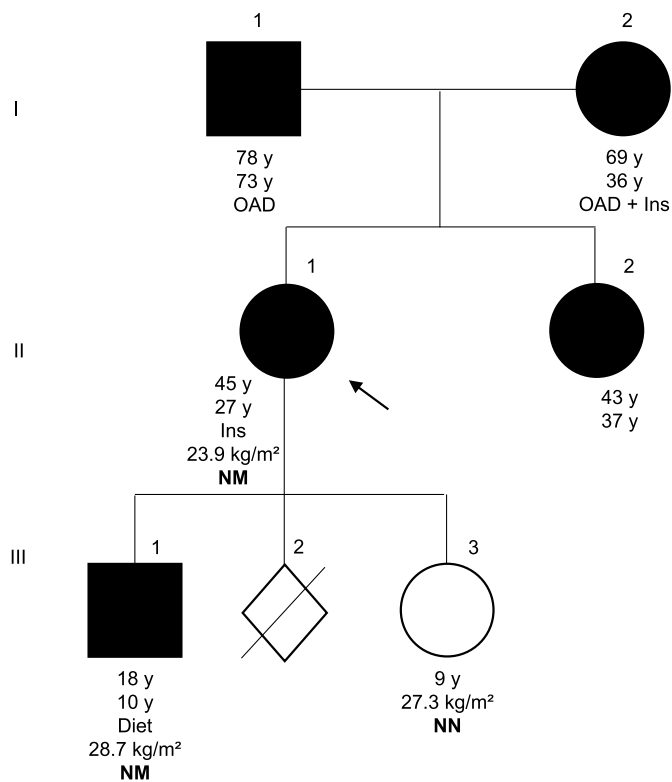 1
2
I
78 y
73 y
OAD
69 y
36 y
OAD + Ins
1
2
II
45 y
27 y
Ins
23.9 kg/m²
NM
43 y
37 y
1
2
3
III
18 y
10 y
Diet
28.7 kg/m²
NM
9 y
27.3 kg/m²
NN